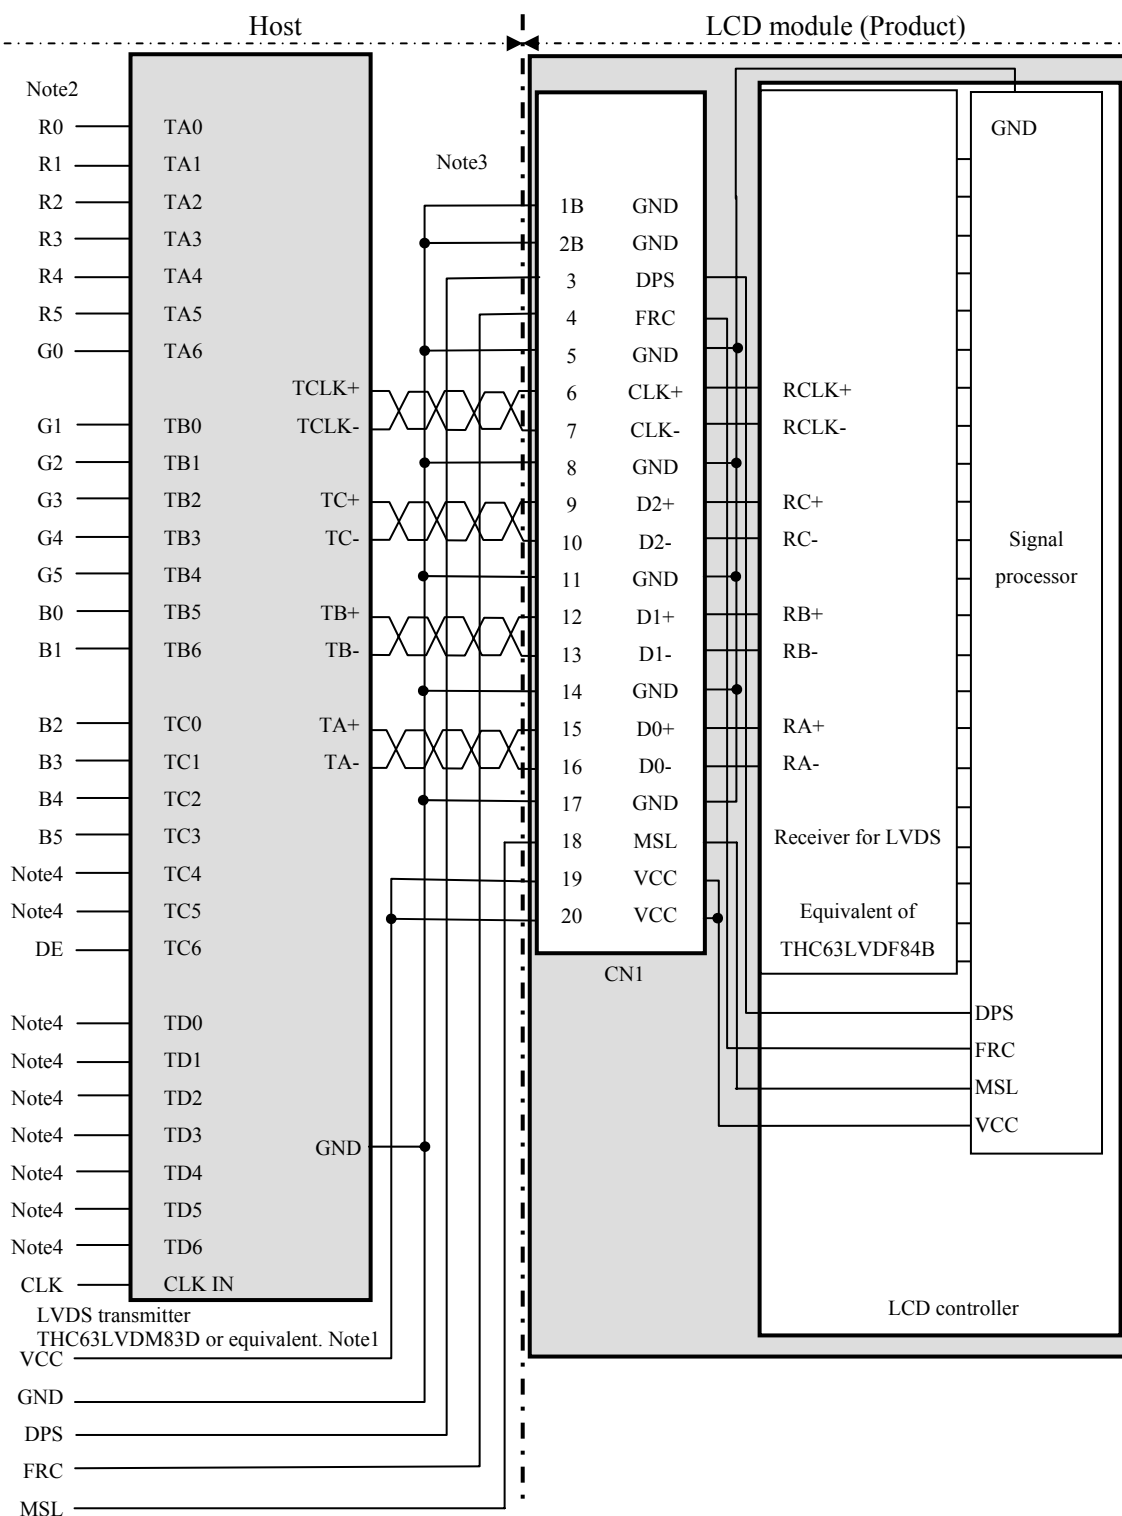 Host
LCD module (Product)
Note2
R0 TA0
R1 TA1
R2 TA2
R3 TA3
R4 TA4
R5 TA5
G0 TA6
TCLK+
G1 TB0 TCLK-
G2 TB1
G3 TB2 TC+
G4 TB3 TC-
G5 TB4
B0 TB5 TB+
B1 TB6 TB-
B2 TC0 TA+
B3 TC1 TA-
B4 TC2
B5 TC3
Note4 TC4
Note4 TC5
DE TC6
Note4 TD0
Note4 TD1
Note4 TD2
Note4 TD3
GND
Note4 TD4
Note4 TD5
Note4 TD6
CLK CLK IN
LVDS transmitter
THC63LVDM83D or equivalent. Note1
VCC
GND
DPS
FRC
MSL
Note3
1B GND
2B GND
3 DPS
4 FRC
5 GND
6 CLK+
7 CLK-
8 GND
9 D2+
10 D2-
11 GND
12 D1+
13 D1-
14 GND
15 D0+
16 D0-
17 GND
18 MSL
19 VCC
20 VCC
CN1
RCLK+
RCLK-
RC+
RC-
RB+
RB-
RA+
RA-
Receiver for LVDS
Equivalent of
THC63LVDF84B
GND
Signal
processor
DPS
FRC
MSL
VCC
LCD controller